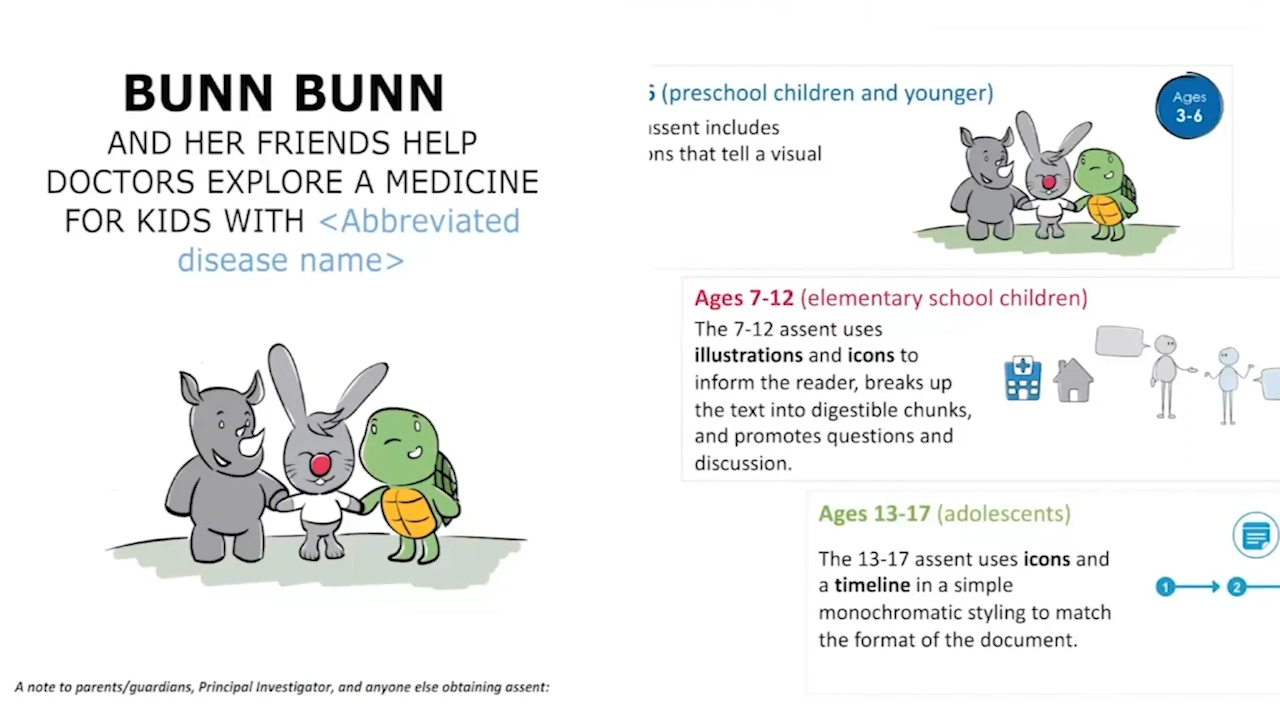 BUNN BUNN
AND HER FRIENDS HELP
DOCTORS EXPLORE A MEDICINE
FOR KIDS WITH <Abbreviated
disease name>
A note to parents/guardians, Principal Investigator, and anyone else obtaining assent:
(preschool children and younger)
includes
that tell a visual
Ages
3-6
Ages 7-12 (elementary school children)
The 7-12 assent uses
illustrations and icons to
inform the reader, breaks up
the text into digestible chunks,
and promotes questions and
discussion.
Ages 13-17 (adolescents)
The 13-17 assent uses icons and
a timeline in a simple
monochromatic styling to match
the format of the document.
1
2